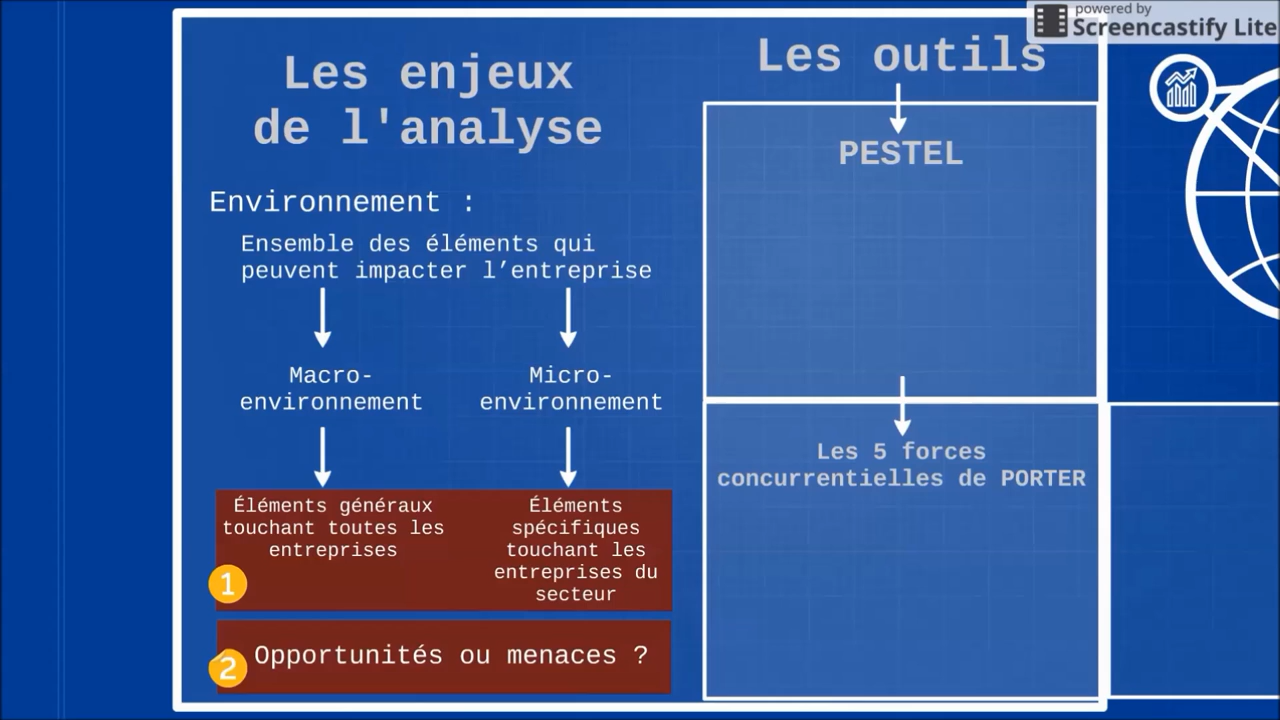 powered by
Screencastify Lite
Les enjeux
de l'analyse
Environnement :
Ensemble des éléments qui
peuvent impacter l’entreprise
Macro-
environnement
Micro-
environnement
Éléments généraux
touchant toutes les
entreprises
Éléments
spécifiques
touchant les
entreprises du
secteur
1
2
Opportunités ou menaces ?
Les outils
PESTEL
Les 5 forces
concurrentielles de PORTER